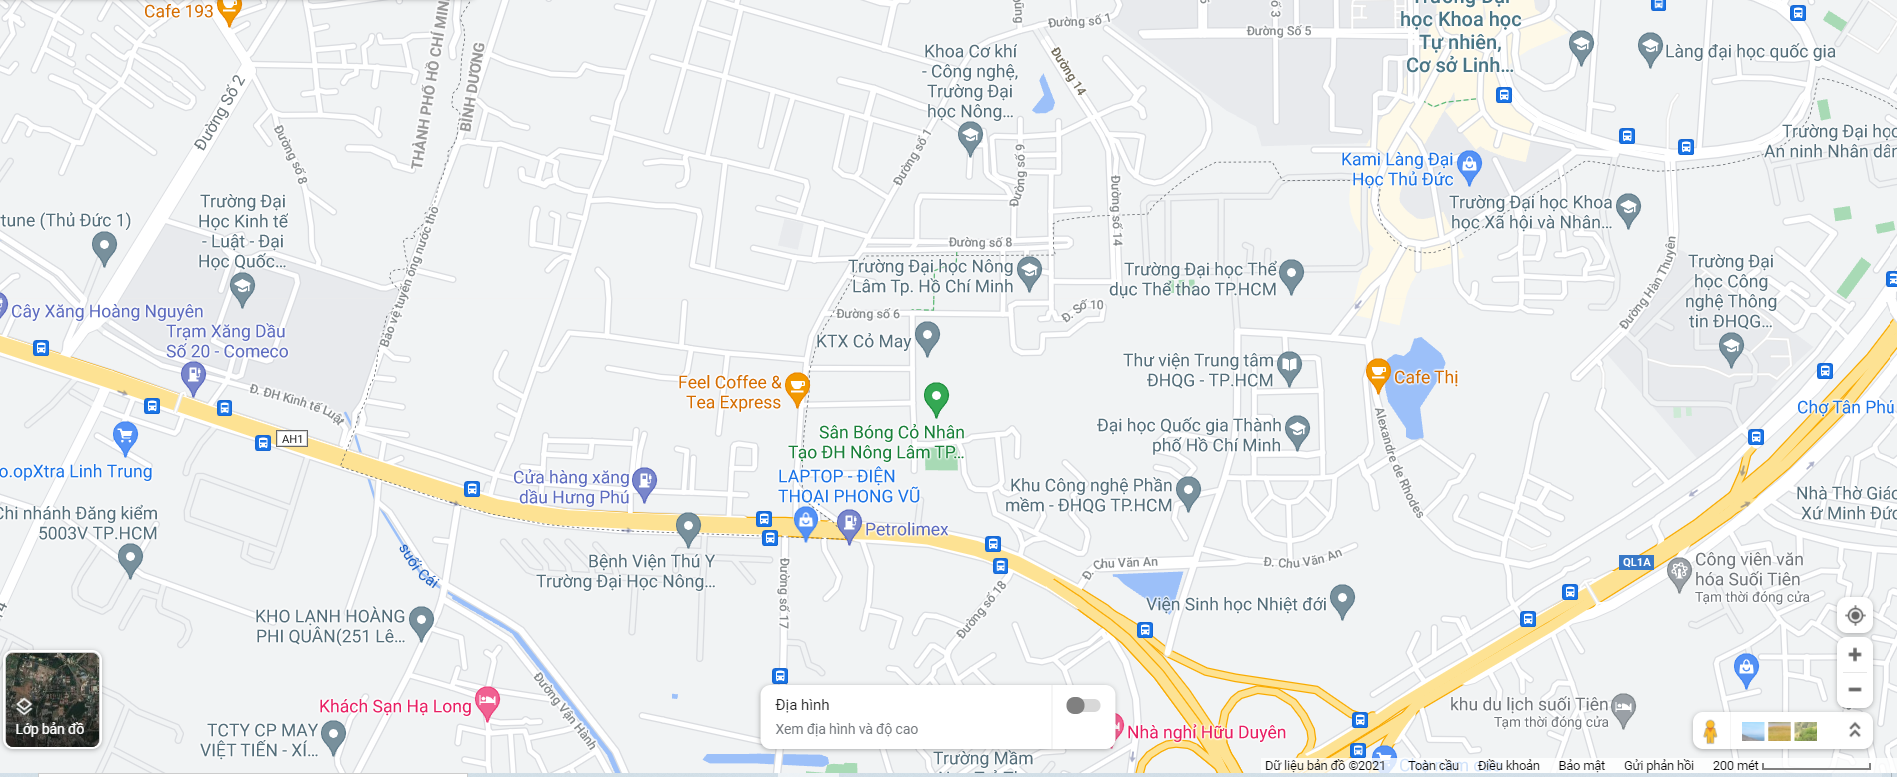 Cafe 193
Đường Số 2
Đường số 8
THÀNH PHỐ HỒ CHÍ MIN
BÌNH DƯƠNG
Đường số 1
Đường Số 5
Trường Đại
học Khoa học
Tự nhiên,
Cơ sở Linh...
Làng đại học quốc gia
Khoa Cơ khí
- Công nghệ,
Trường Đại
học Nông...
Đường 14
Đường số 1
Đường số 6
Đường số 14
Trường Đại học
An ninh Nhân dân
Kami Làng Đại
Học Thủ Đức
Trường Đại học Khoa
học Xã hội và Nhân...
Trường Đại
Học Kinh tế
- Luật - Đại
Học Quốc...
tune (Thủ Đức 1)
Bảo vệ tuyến ống nước thô
Đường số 8
Trường Đại học Nông
Lâm Tp. Hồ Chí Minh
Trường Đại học Thể
dục Thể thao TP.HCM
Đường Hàn Thuyên
Trường Đại
học Công
nghệ Thông
tin ĐHQG...
Cây Xăng Hoàng Nguyên
Trạm Xăng Dầu
Số 20 - Comeco
Đường số 6
Đ. Số 10
KTX Cỏ May
Thư viện Trung tâm
ĐHQG - TP.HCM
Cafe Thị
Feel Coffee &
Tea Express
Đ. ĐH Kinh tế Luật
AH1
Sân Bóng Cỏ Nhân
Tạo ĐH Nông Lâm TP...
Đại học Quốc gia Thành
phố Hồ Chí Minh
Alexandre de Rhodes
Chợ Tân Phú
o.opXtra Linh Trung
Cửa hàng xăng
dầu Hưng Phú
LAPTOP - ĐIỆN
THOẠI PHONG VŨ
Petrolimex
Khu Công nghệ Phần
mềm - ĐHQG TP.HCM
Nhà Thờ Giáo
Xứ Minh Đức
Chi nhánh Đăng kiểm
5003V TP.HCM
Suối Cái
Bệnh Viện Thú Y
Trường Đại Học Nông...
Đường số 17
Đường số 18
Đ. Chu Văn An
Đ. Chu Văn An
QL1A
Công viên văn
hóa Suối Tiên
Tạm thời đóng cửa
Viện Sinh học Nhiệt đới
KHO LẠNH HOÀNG
PHI QUÂN(251 Lê...
Đường Vận Hành
Khách Sạn Hạ Long
TCTY CP MAY
VIỆT TIẾN - XÍ...
Lớp bản đồ
Địa hình
Xem địa hình và độ cao
Nhà nghỉ Hữu Duyên
khu du lịch suối Tiên
Tạm thời đóng cửa
Trường Mầm
Dữ liệu bản đồ ©2021
Toàn cầu
Điều khoản
Bảo mật
Gửi phản hồi
200 mét